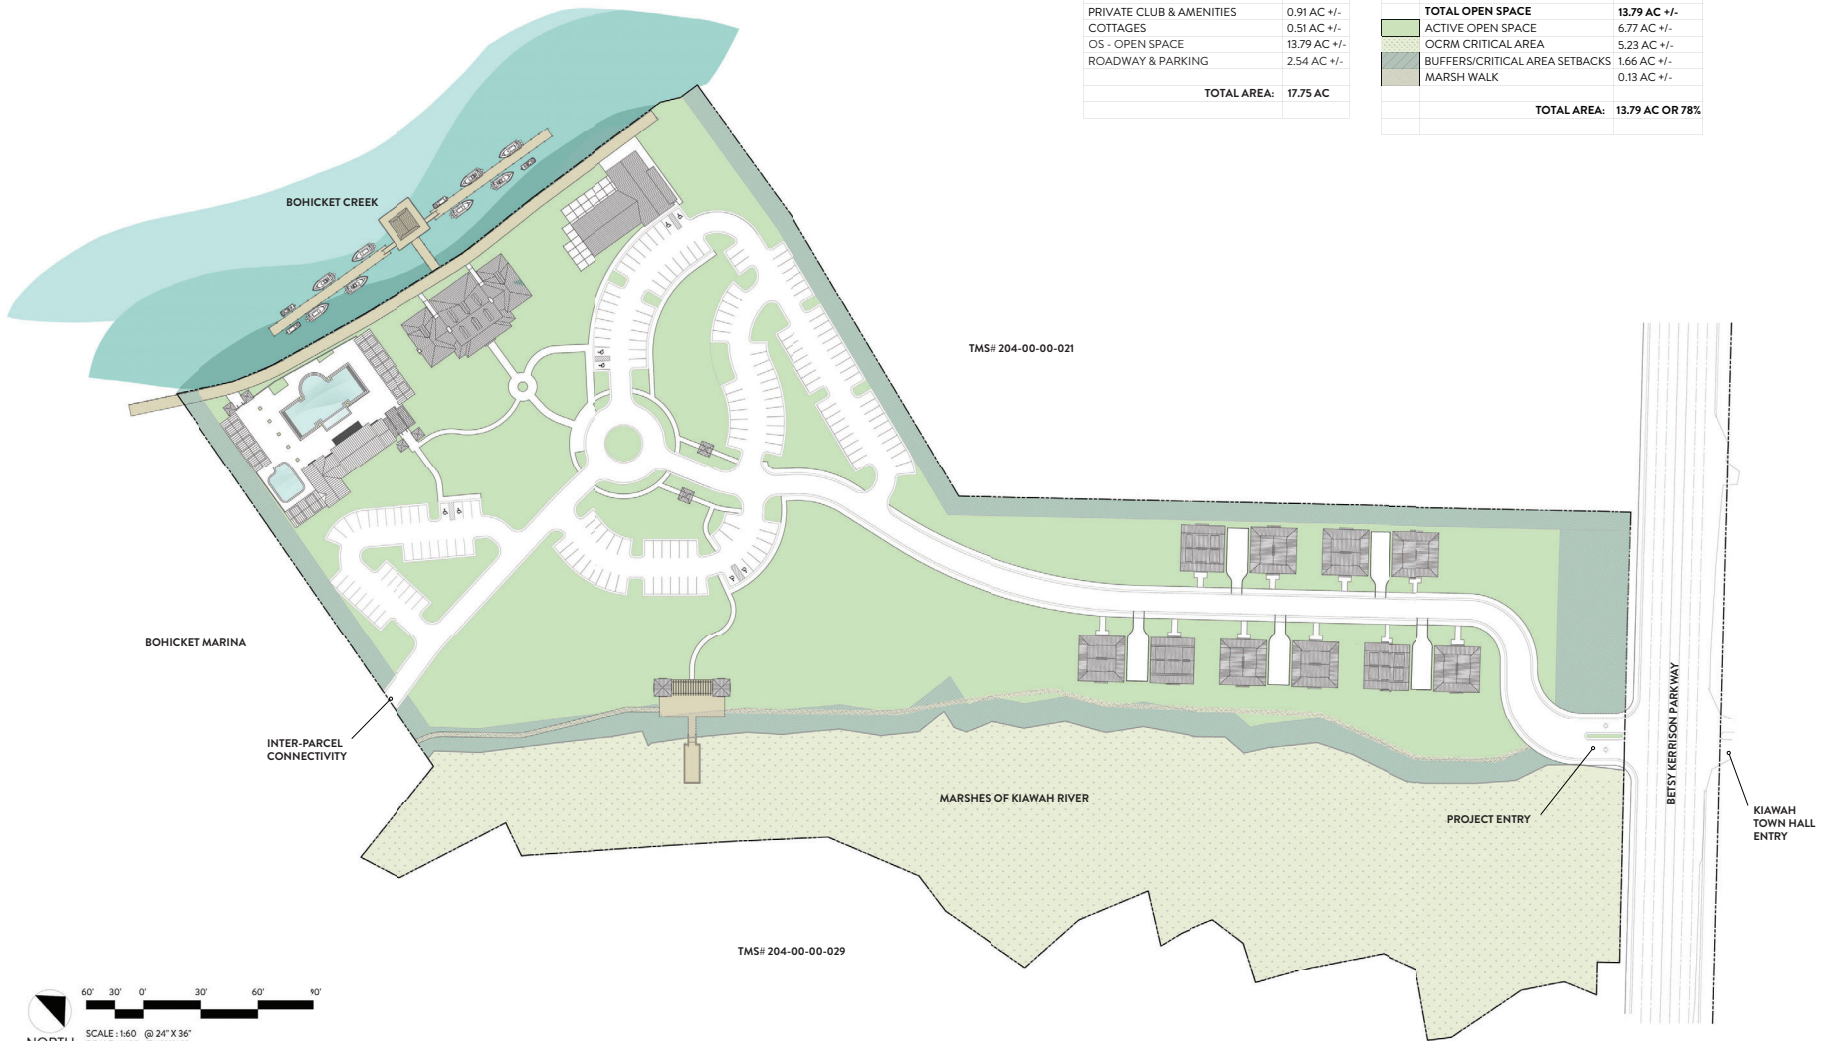 PRIVATE CLUB & AMENITIES 0.91 AC +/-
COTTAGES 0.51 AC +/-
OS - OPEN SPACE 13.79 AC +/-
ROADWAY & PARKING 2.54 AC +/-
TOTAL AREA: 17.75 AC
TOTAL OPEN SPACE 13.79 AC +/-
ACTIVE OPEN SPACE 6.77 AC +/-
OCRM CRITICAL AREA 5.23 AC +/-
BUFFERS/CRITICAL AREA SETBACKS 1.66 AC +/-
MARSH WALK 0.13 AC +/-
TOTAL AREA: 13.79 AC OR 78%
BOHICKET CREEK
TMS# 204-00-00-021
BOHICKET MARINA
INTER-PARCEL
CONNECTIVITY
MARSHES OF KIAWAH RIVER
PROJECT ENTRY
BETSY KERRISON PARKWAY
KIAWAH
TOWN HALL
ENTRY
TMS# 204-00-00-029
60' 30' 0' 30' 60' 90'
SCALE : 1:60 @ 24" X 36"
NORTH